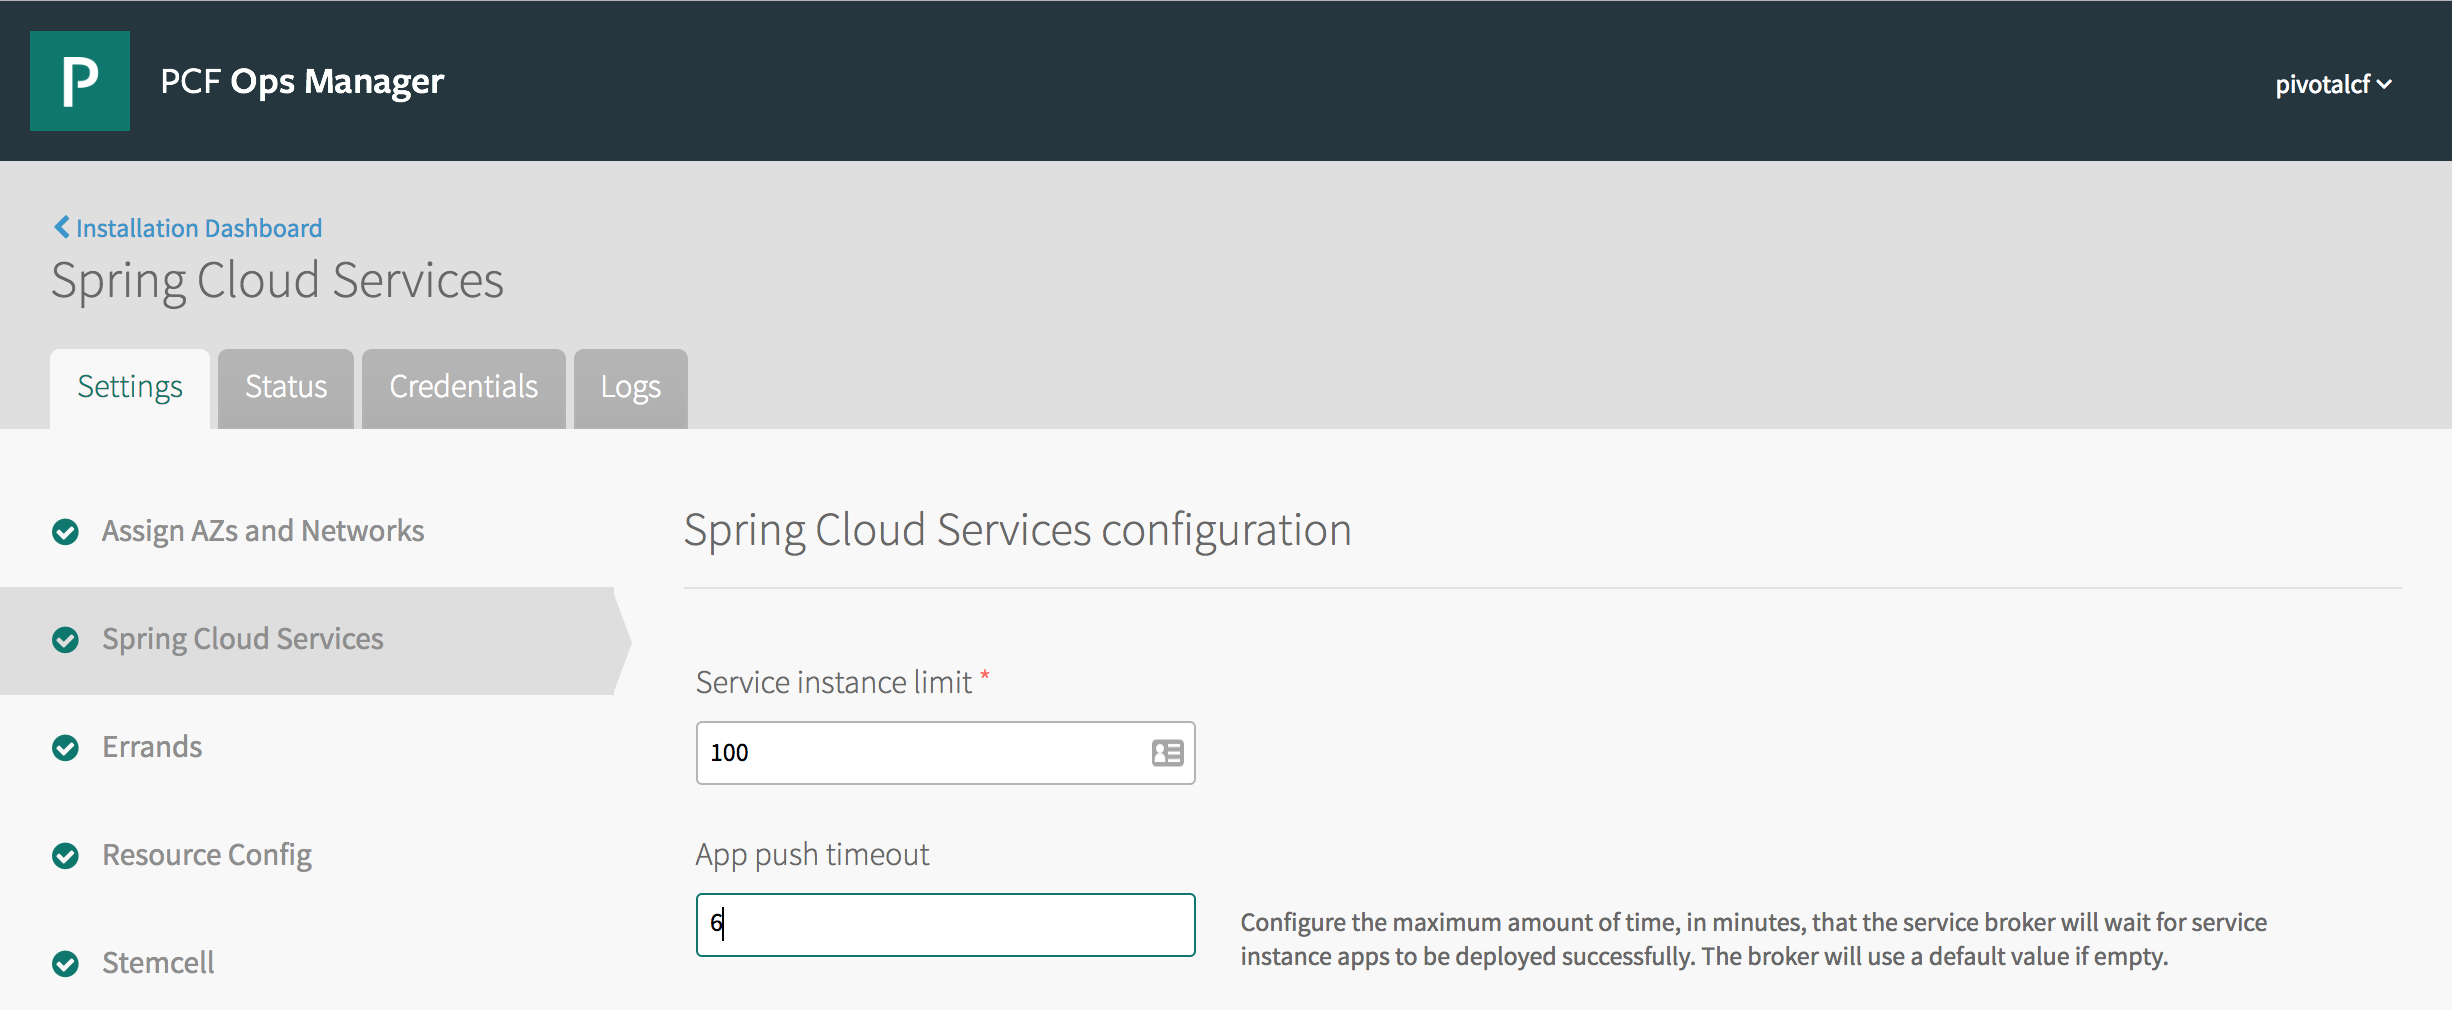 P
PCF Ops Manager
pivotalcf
Installation Dashboard
Spring Cloud Services
Settings
Status
Credentials
Logs
Assign AZs and Networks
Spring Cloud Services
Errands
Resource Config
Stemcell
Spring Cloud Services configuration
Service instance limit *
100
App push timeout
6
Configure the maximum amount of time, in minutes, that the service broker will wait for service
instance apps to be deployed successfully. The broker will use a default value if empty.